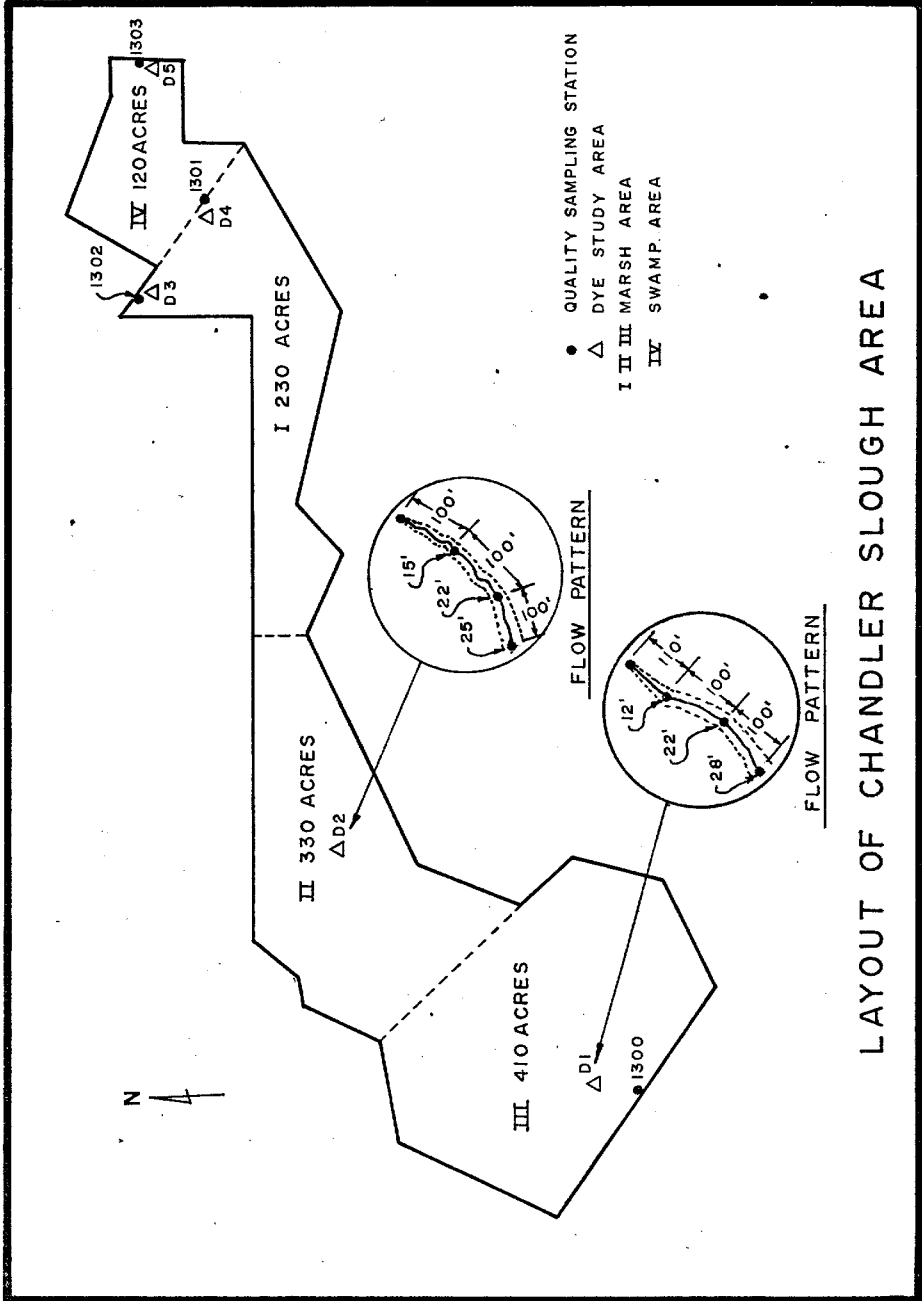 N
1302
1303
D3
IV 120 ACRES
D5
1301
D4
I 230 ACRES
II 330 ACRES
D2
III 410 ACRES
D1
1300
15'
22'
25'
100'
100'
100'
FLOW PATTERN
12'
22'
28'
100'
100'
FLOW PATTERN
QUALITY SAMPLING STATION
DYE STUDY AREA
I II III MARSH AREA
IV SWAMP AREA
LAYOUT OF CHANDLER SLOUGH AREA